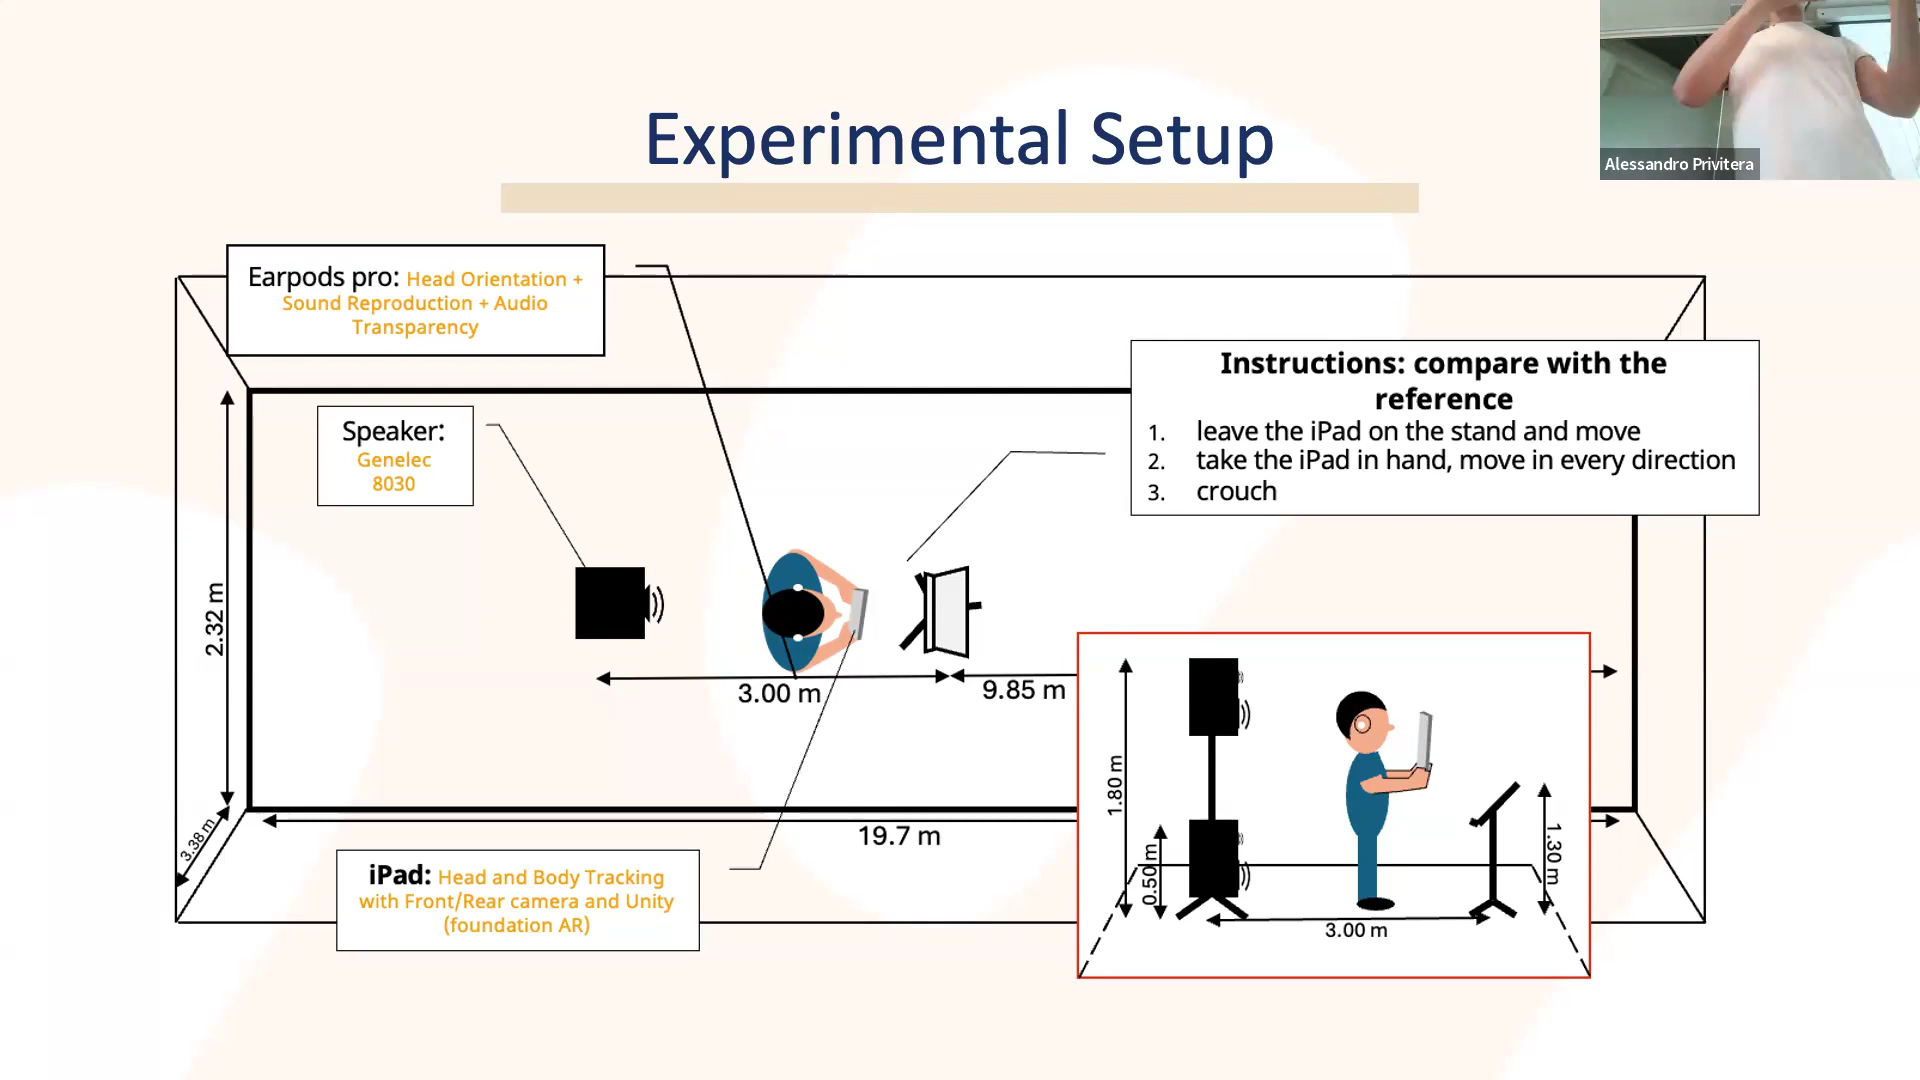 Experimental Setup
Alessandro Privitera
Earpods pro: Head Orientation +
Sound Reproduction + Audio
Transparency
Instructions: compare with the
reference
1. leave the iPad on the stand and move
2. take the iPad in hand, move in every direction
3. crouch
Speaker:
Genelec
8030
2.32 m
3.00 m
9.85 m
3.38 m
19.7 m
iPad: Head and Body Tracking
with Front/Rear camera and Unity
(foundation AR)
1.80 m
0.50 m
1.30 m
3.00 m